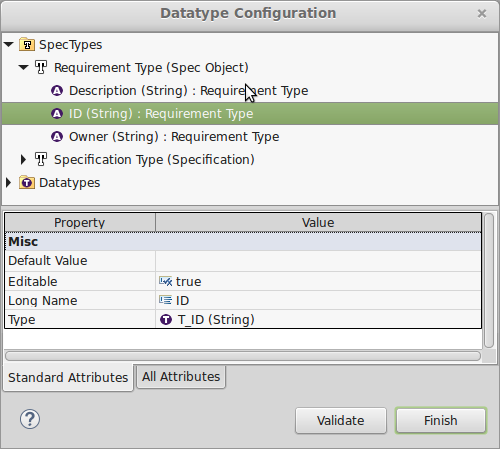 Datatype Configuration
SpecTypes
Requirement Type (Spec Object)
Description (String) : Requirement Type
ID (String) : Requirement Type
Owner (String) : Requirement Type
Specification Type (Specification)
Datatypes
Property Value
Misc
Default Value
Editable true
Long Name ID
Type T_ID (String)
Standard Attributes All Attributes
Validate Finish